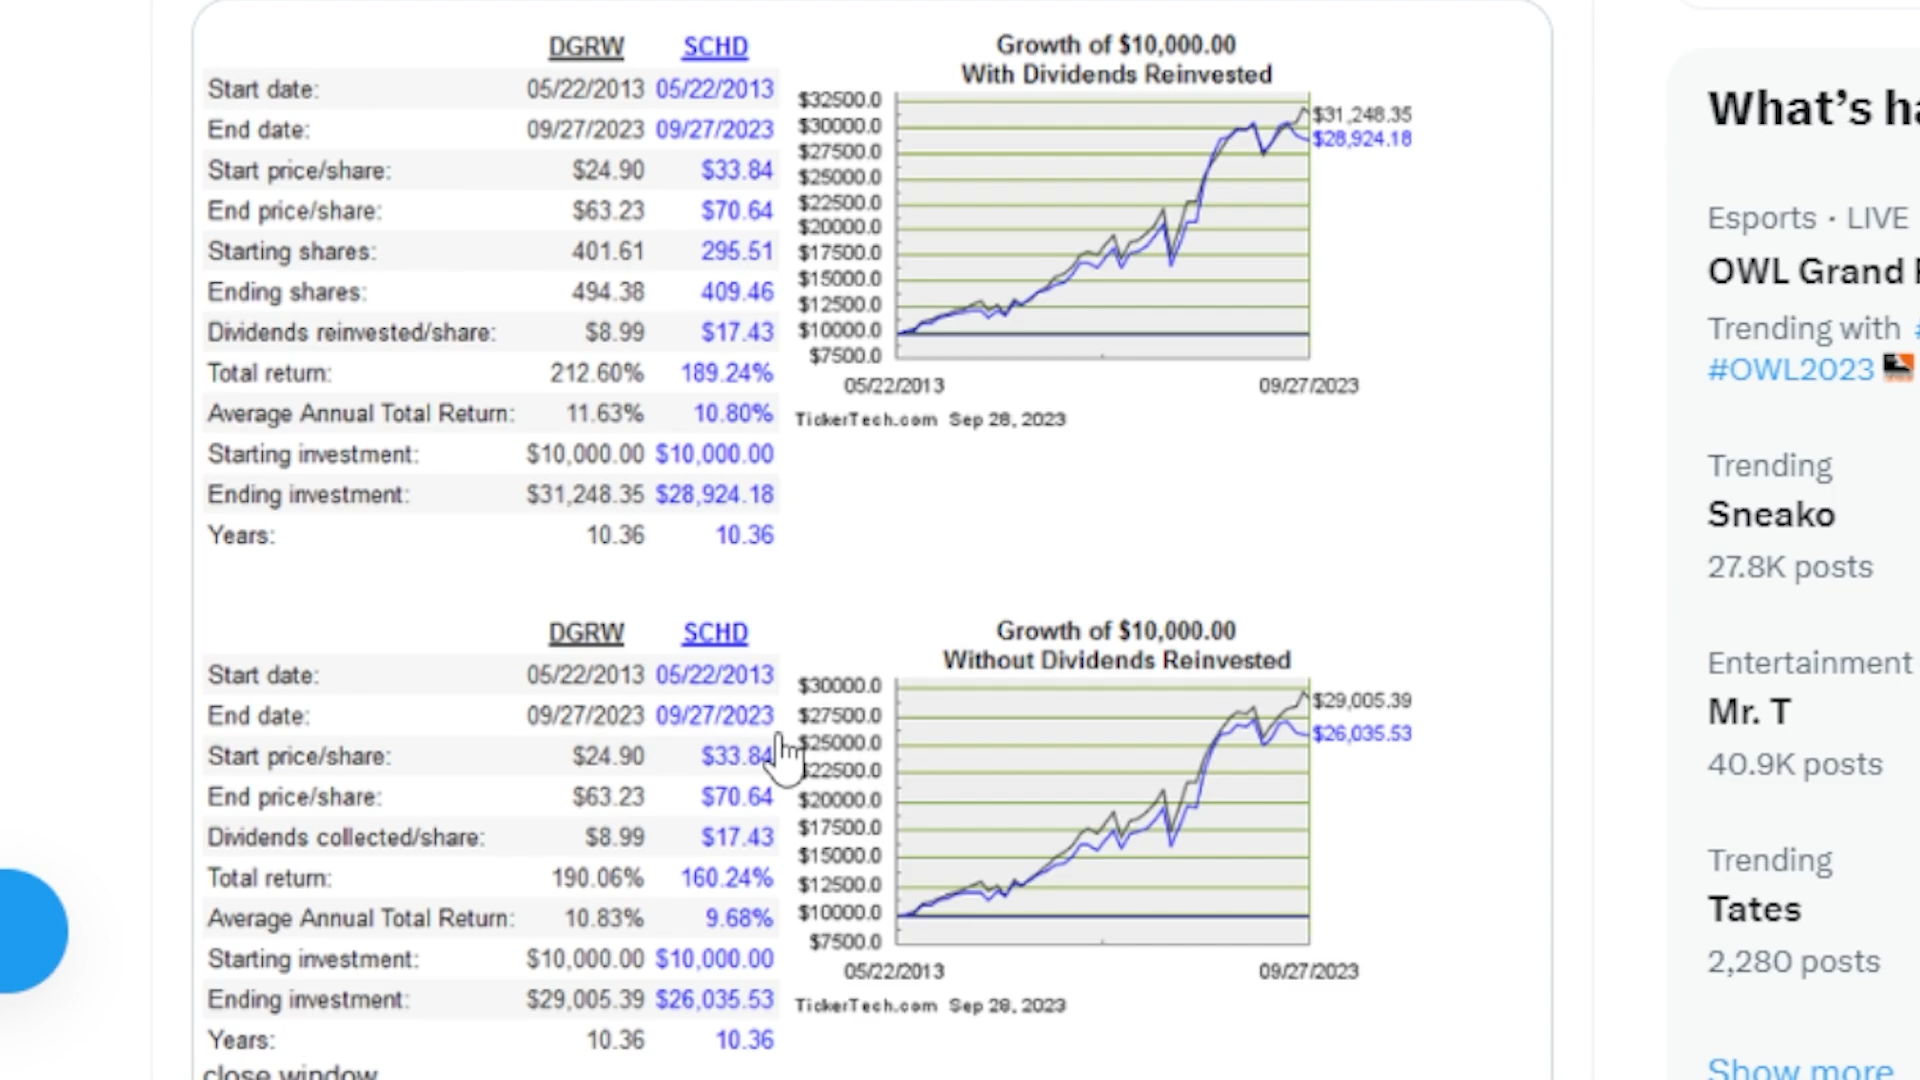 DGRW SCHD
Start date: 05/22/2013 05/22/2013
End date: 09/27/2023 09/27/2023
Start price/share: $24.90 $33.84
End price/share: $63.23 $70.64
Starting shares: 401.61 295.51
Ending shares: 494.38 409.46
Dividends reinvested/share: $8.99 $17.43
Total return: 212.60% 189.24%
Average Annual Total Return: 11.63% 10.80%
Starting investment: $10,000.00 $10,000.00
Ending investment: $31,248.35 $28,924.18
Years: 10.36 10.36
Growth of $10,000.00
With Dividends Reinvested
$32500.0
$30000.0
$27500.0
$25000.0
$22500.0
$20000.0
$17500.0
$15000.0
$12500.0
$10000.0
$7500.0
$31,248.35
$28,924.18
05/22/2013 09/27/2023
TickerTech.com Sep 28, 2023
DGRW SCHD
Start date: 05/22/2013 05/22/2013
End date: 09/27/2023 09/27/2023
Start price/share: $24.90 $33.84
End price/share: $63.23 $70.64
Dividends collected/share: $8.99 $17.43
Total return: 190.06% 160.24%
Average Annual Total Return: 10.83% 9.68%
Starting investment: $10,000.00 $10,000.00
Ending investment: $29,005.39 $26,035.53
Years: 10.36 10.36
close window
Growth of $10,000.00
Without Dividends Reinvested
$30000.0
$27500.0
$25000.0
$22500.0
$20000.0
$17500.0
$15000.0
$12500.0
$10000.0
$7500.0
$29,005.39
$26,035.53
05/22/2013 09/27/2023
TickerTech.com Sep 28, 2023
What's ha
Esports · LIVE
OWL Grand
Trending with #
#OWL2023
Trending
Sneako
27.8K posts
Entertainment
Mr. T
40.9K posts
Trending
Tates
2,280 posts
Show more